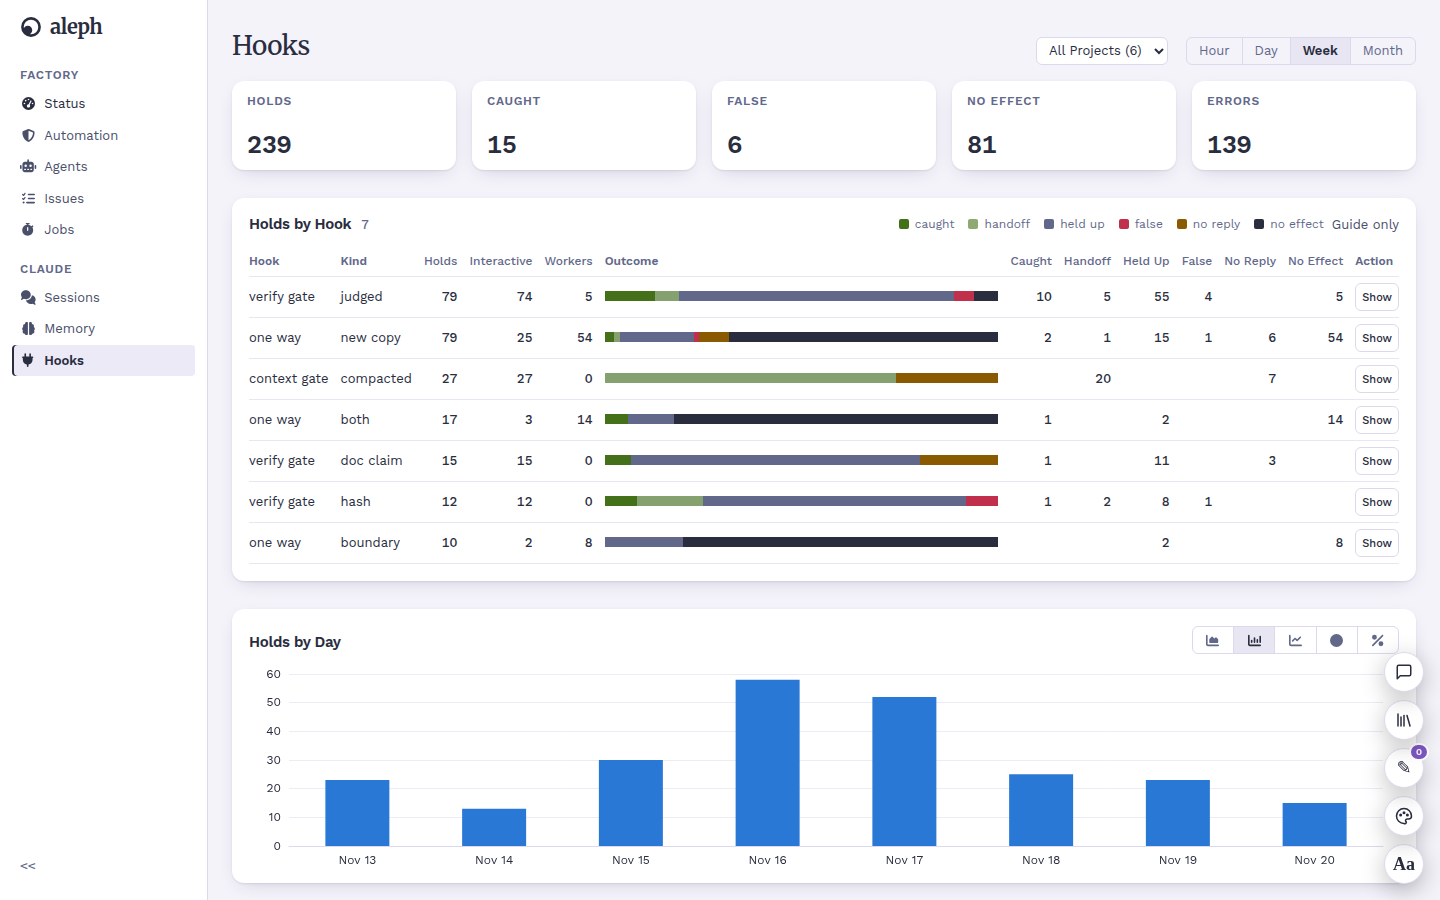 aleph
FACTORY
Status
Automation
Agents
Issues
Jobs
CLAUDE
Sessions
Memory
Hooks
<<
Hooks
All Projects (6)
Hour Day Week Month
HOLDS CAUGHT FALSE NO EFFECT ERRORS
239 15 6 81 139
Holds by Hook 7
caught handoff held up false no reply no effect Guide only
Hook Kind Holds Interactive Workers Outcome Caught Handoff Held Up False No Reply No Effect Action
verify gate judged 79 74 5 10 5 55 4 5 Show
one way new copy 79 25 54 2 1 15 1 6 54 Show
context gate compacted 27 27 0 20 7 Show
one way both 17 3 14 1 2 14 Show
verify gate doc claim 15 15 0 1 11 3 Show
verify gate hash 12 12 0 1 2 8 1 Show
one way boundary 10 2 8 2 8 Show
Holds by Day
60
50
40
30
20
10
0
Nov 13 Nov 14 Nov 15 Nov 16 Nov 17 Nov 18 Nov 19 Nov 20
0
Aa